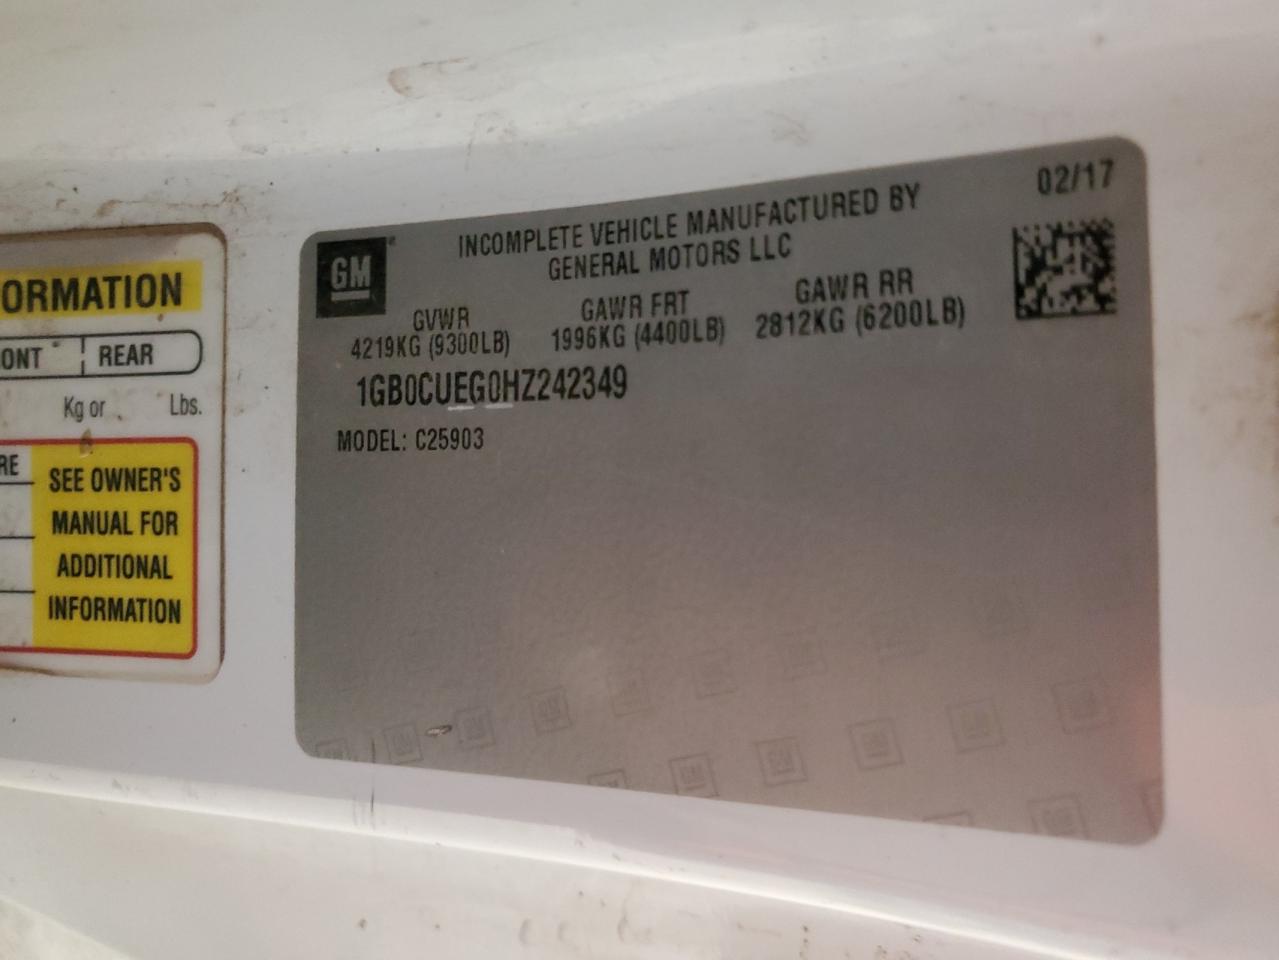 ORMATION
ONT | REAR
Kg or Lbs.
RE
SEE OWNER'S
MANUAL FOR
ADDITIONAL
INFORMATION
GM
02/17
INCOMPLETE VEHICLE MANUFACTURED BY
GENERAL MOTORS LLC
GVWR GAWR FRT GAWR RR
4219KG (9300LB) 1996KG (4400LB) 2812KG (6200LB)
1GB0CUEG0HZ242349
MODEL: C25903